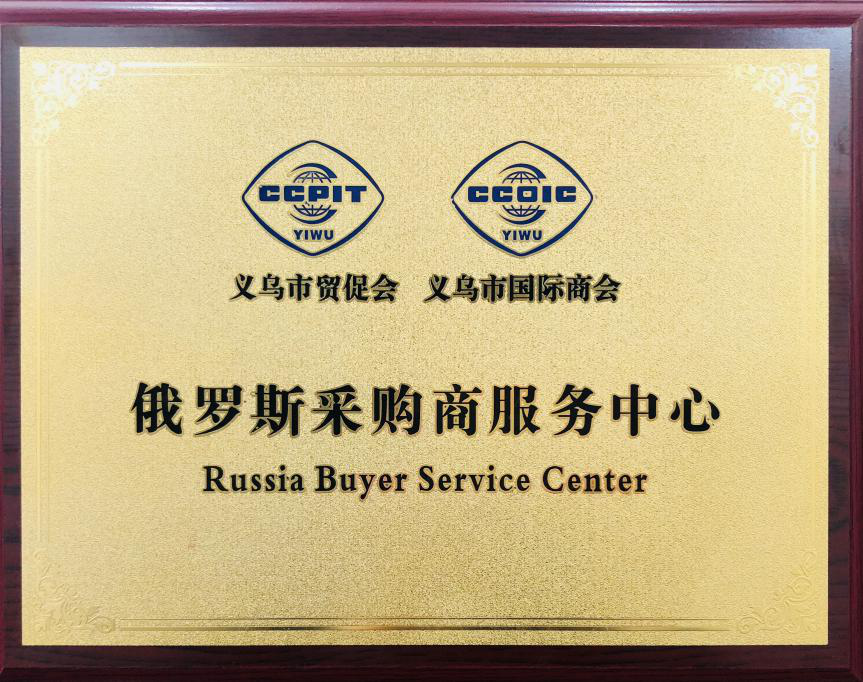 CCPIT CCOIC
YIWU YIWU
义乌市贸促会 义乌市国际商会
俄罗斯采购商服务中心
Russia Buyer Service Center